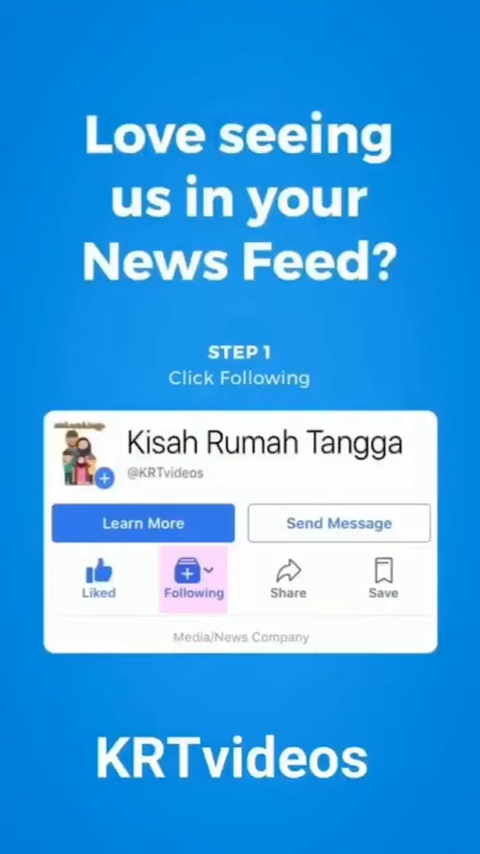 Love seeing
us in your
News Feed?
STEP 1
Click Following
Kisah Rumah Tangga
@KRTvideos
Learn More
Send Message
Liked
Following
Share
Save
Media/News Company
KRTvideos